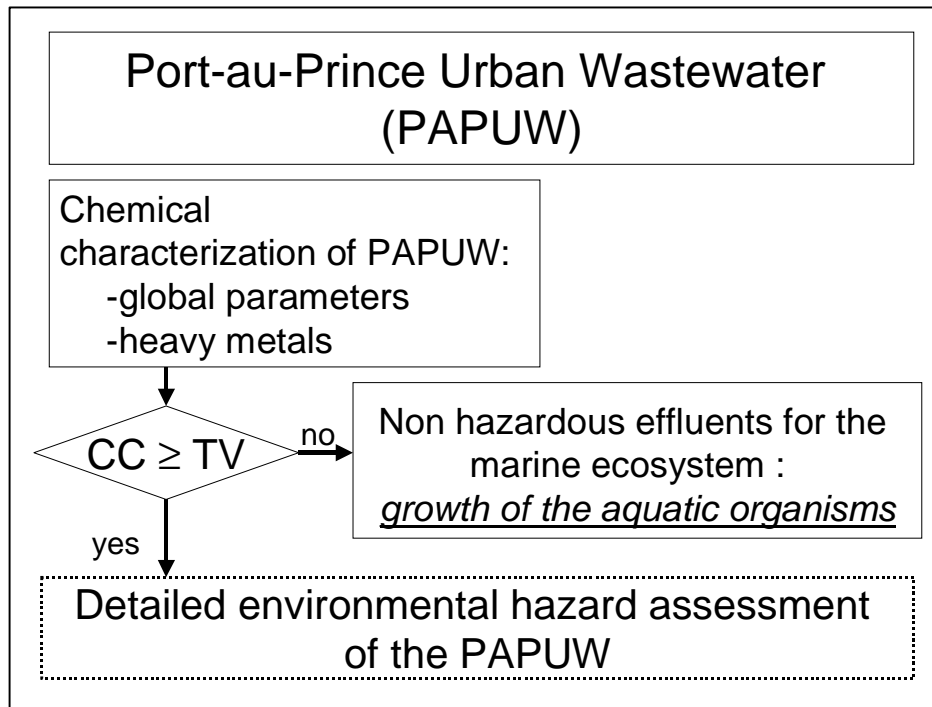 Port-au-Prince Urban Wastewater
(PAPUW)
Chemical
characterization of PAPUW:
-global parameters
-heavy metals
CC ≥ TV
no
Non hazardous effluents for the
marine ecosystem :
growth of the aquatic organisms
yes
Detailed environmental hazard assessment
of the PAPUW